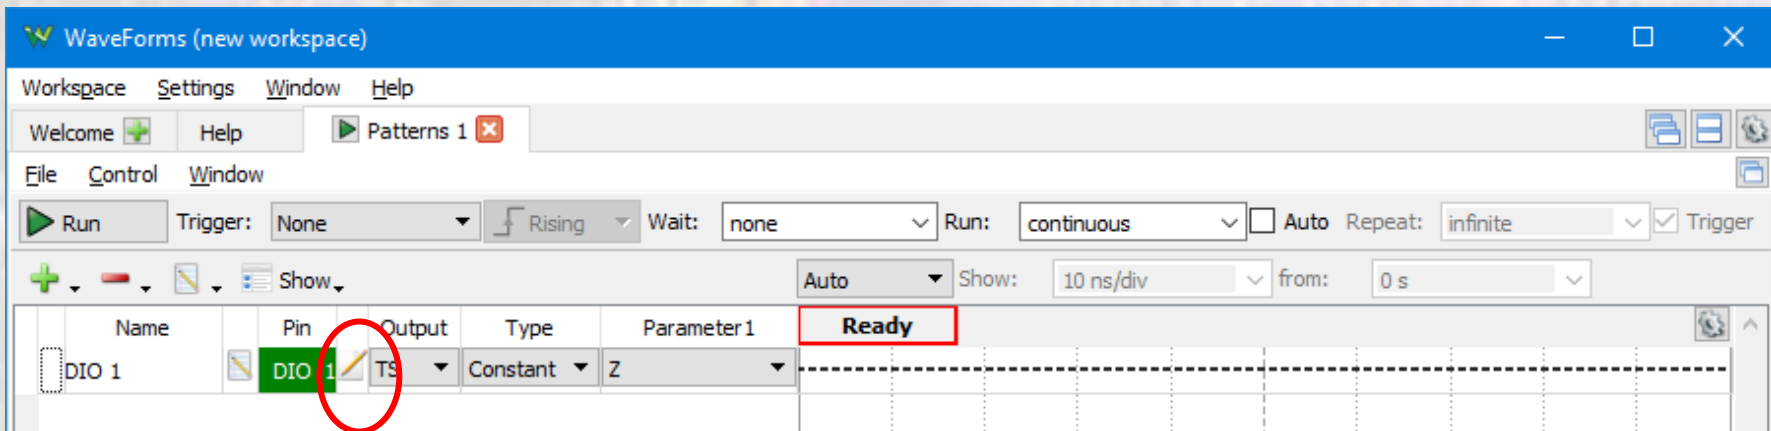 WaveForms (new workspace)
Workspace Settings Window Help
Welcome Help Patterns 1
File Control Window
Run Trigger: None Rising Wait: none Run: continuous Auto Repeat: infinite Trigger
Show Auto Show: 10 ns/div from: 0 s
Name Pin Output Type Parameter1 Ready
DIO 1 DIO 1 TS Constant Z